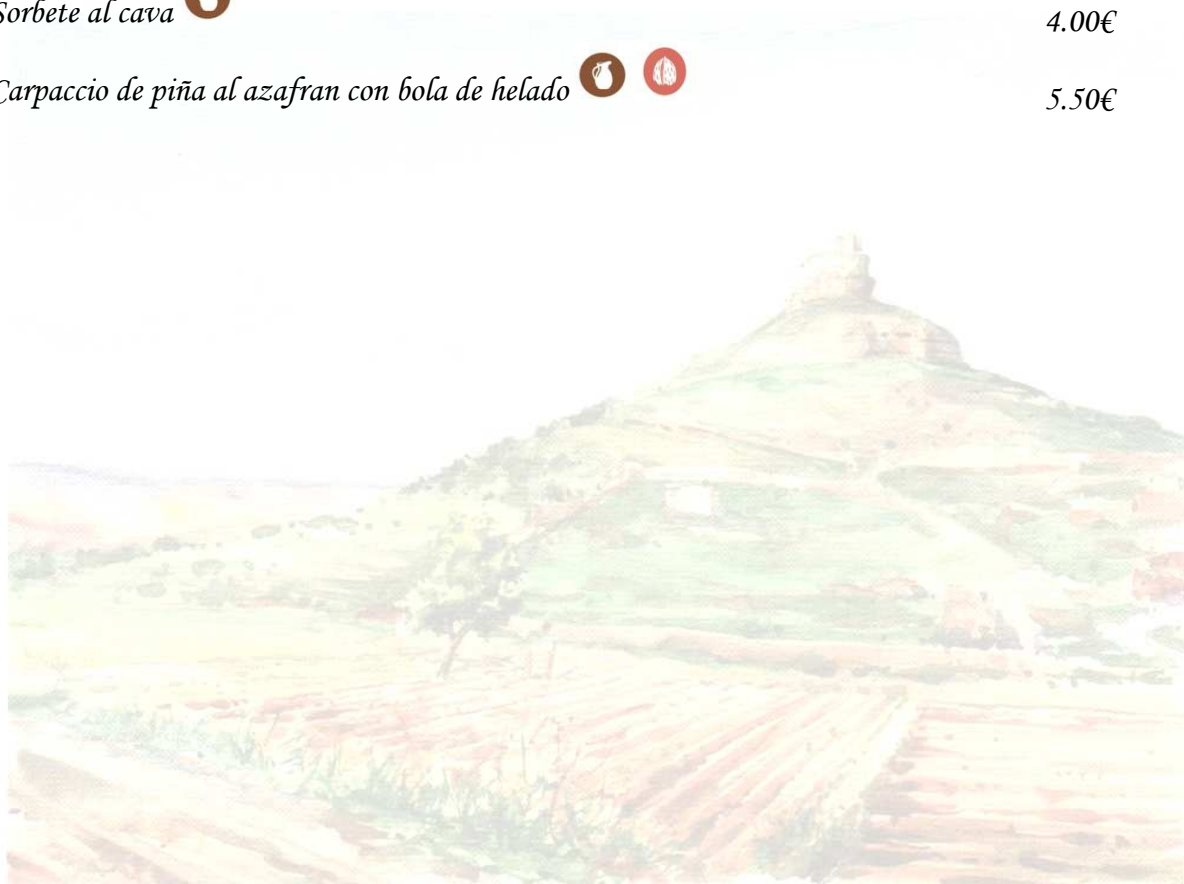 Sorbete al cava 4.00€
Carpaccio de piña al azafran con bola de helado 5.50€